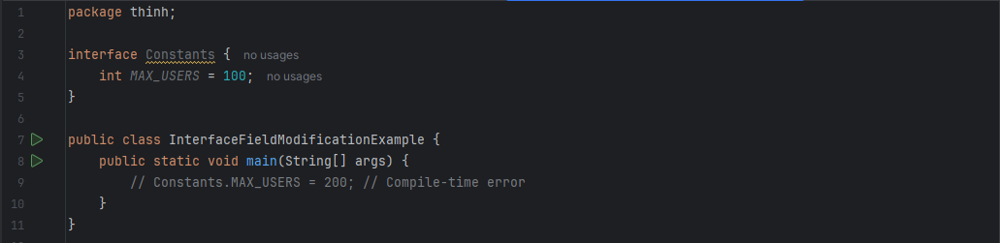 1 package thinh;
2
3 interface Constants { no usages
4     int MAX_USERS = 100; no usages
5 }
6
7 public class InterfaceFieldModificationExample {
8     public static void main(String[] args) {
9         // Constants.MAX_USERS = 200; // Compile-time error
10     }
11 }